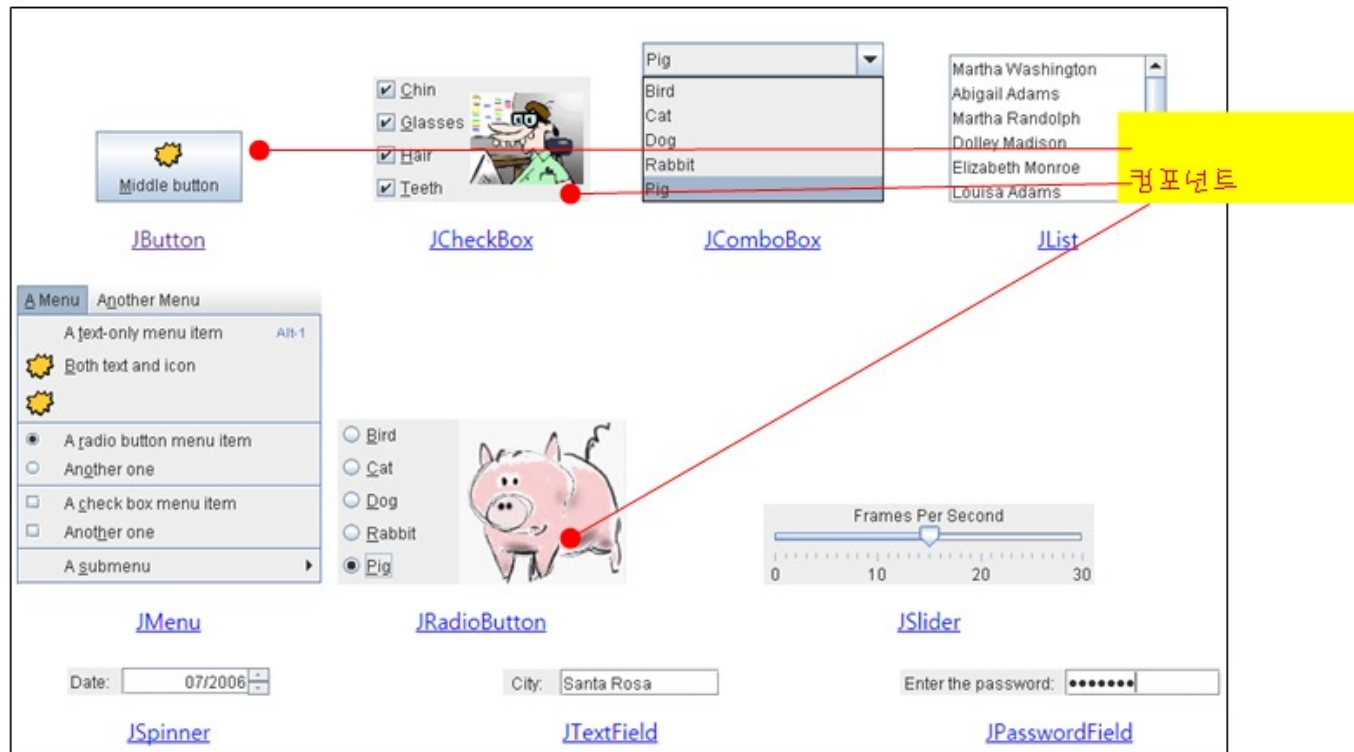 Middle button
JButton
Chin
Glasses
Hair
Teeth
JCheckBox
Pig
Bird
Cat
Dog
Rabbit
Pig
JComboBox
Martha Washington
Abigail Adams
Martha Randolph
Dolley Madison
Elizabeth Monroe
Louisa Adams
JList
컴포넌트
A Menu Another Menu
A text-only menu item Alt-1
Both text and icon
A radio button menu item
Another one
A check box menu item
Another one
A submenu
JMenu
Bird
Cat
Dog
Rabbit
Pig
JRadioButton
Frames Per Second
0 10 20 30
JSlider
Date: 07/2006
JSpinner
City: Santa Rosa
JTextField
Enter the password:
JPasswordField